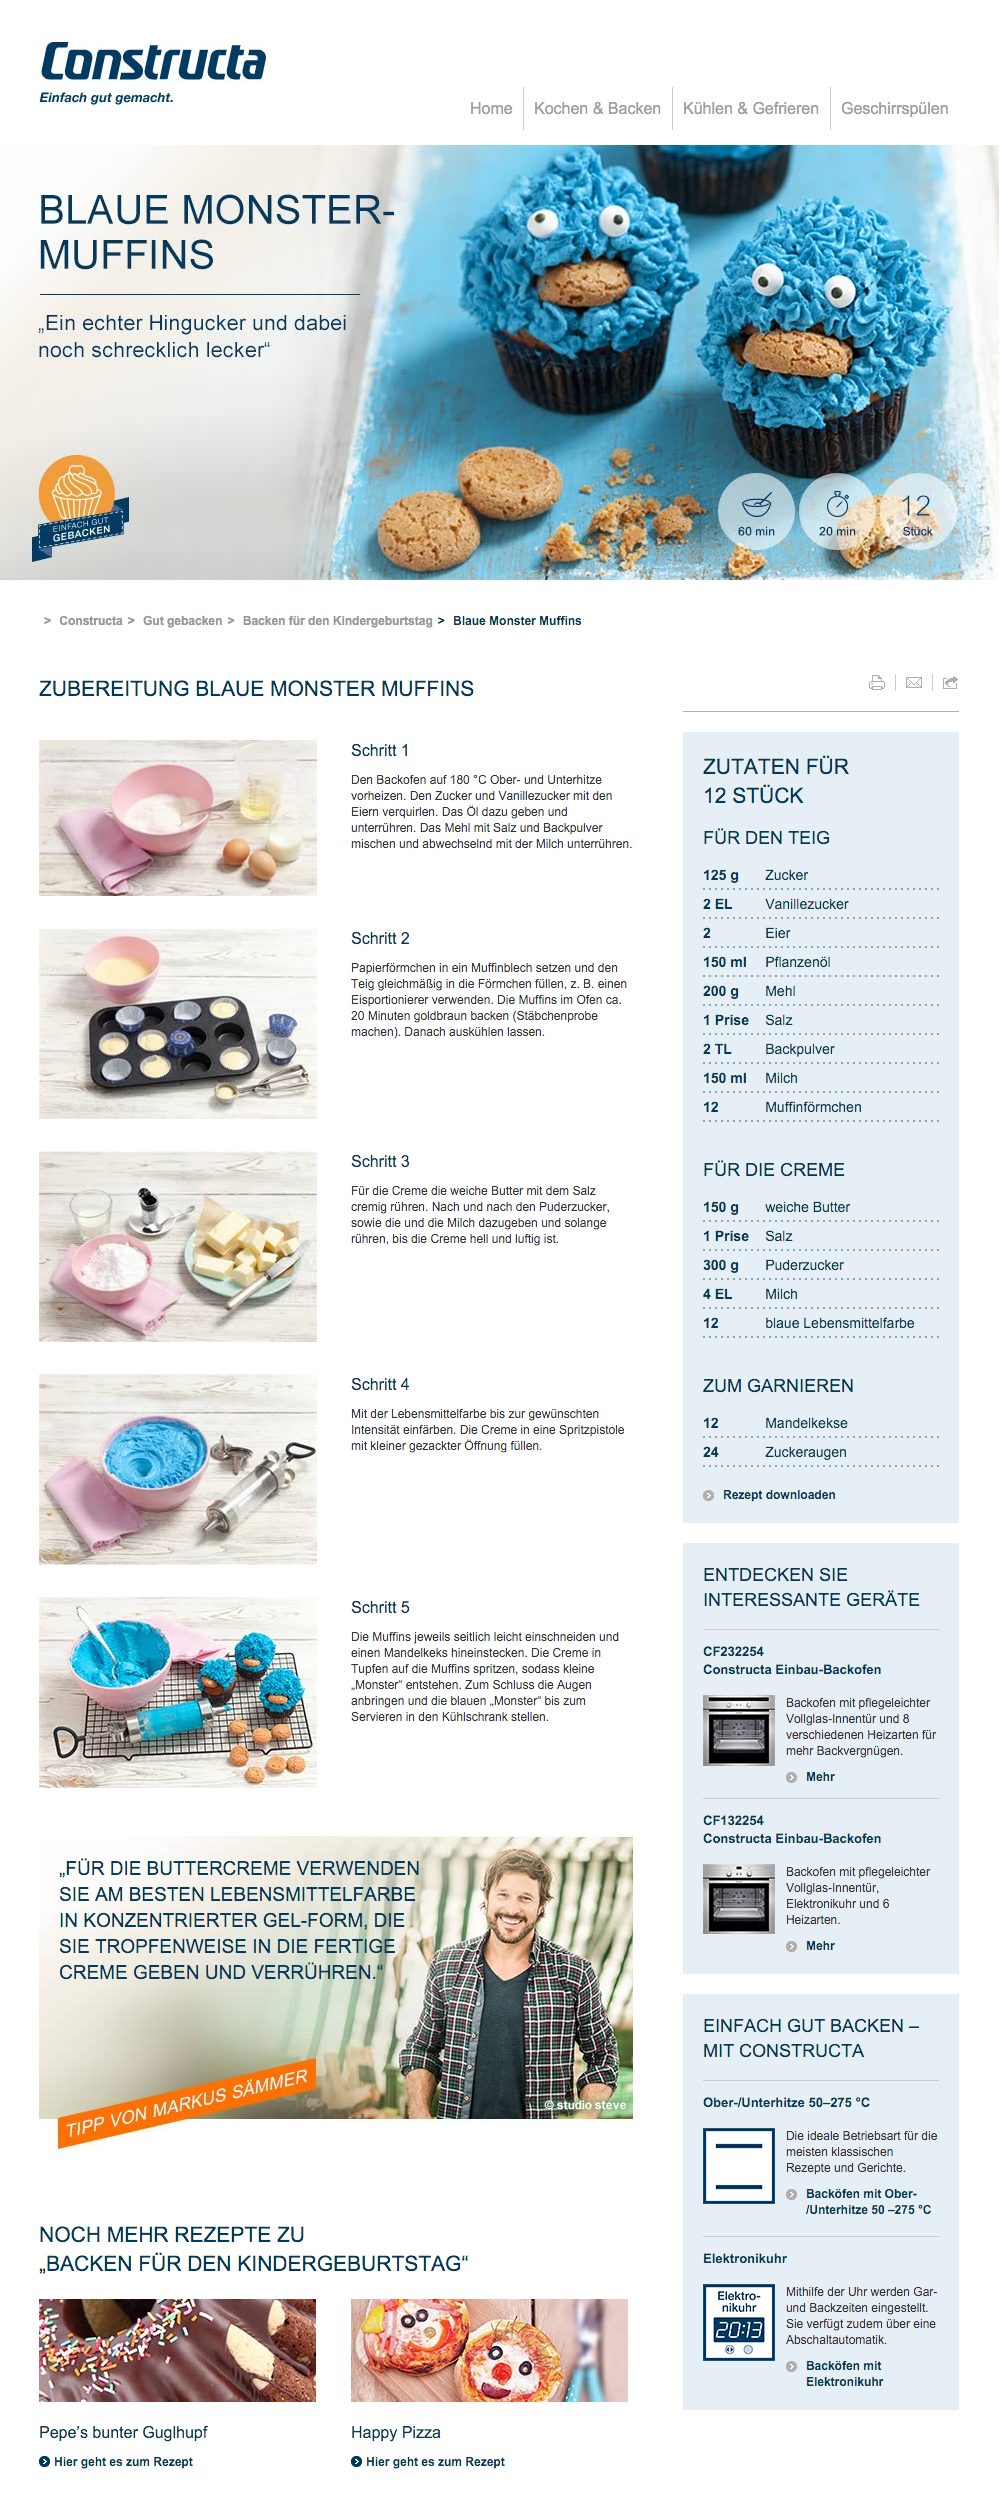 Constructa
Einfach gut gemacht.
Home
Kochen & Backen
Kühlen & Gefrieren
Geschirrspülen
BLAUE MONSTER-
MUFFINS
„Ein echter Hingucker und dabei
noch schrecklich lecker“
EINFACH GUT
GEBACKEN
60 min
20 min
12
Stück
> Constructa > Gut gebacken > Backen für den Kindergeburtstag > Blaue Monster Muffins
ZUBEREITUNG BLAUE MONSTER MUFFINS
Schritt 1
Den Backofen auf 180 °C Ober- und Unterhitze
vorheizen. Den Zucker und Vanillezucker mit den
Eiern verquirlen. Das Öl dazu geben und
unterrühren. Das Mehl mit Salz und Backpulver
mischen und abwechselnd mit der Milch unterrühren.
Schritt 2
Papierförmchen in ein Muffinblech setzen und den
Teig gleichmäßig in die Förmchen füllen, z. B. einen
Eisportionierer verwenden. Die Muffins im Ofen ca.
20 Minuten goldbraun backen (Stäbchenprobe
machen). Danach auskühlen lassen.
Schritt 3
Für die Creme die weiche Butter mit dem Salz
cremig rühren. Nach und nach den Puderzucker,
sowie die und die Milch dazugeben und solange
rühren, bis die Creme hell und luftig ist.
Schritt 4
Mit der Lebensmittelfarbe bis zur gewünschten
Intensität einfärben. Die Creme in eine Spritzpistole
mit kleiner gezackter Öffnung füllen.
Schritt 5
Die Muffins jeweils seitlich leicht einschneiden und
einen Mandelkeks hineinstecken. Die Creme in
Tupfen auf die Muffins spritzen, sodass kleine
„Monster“ entstehen. Zum Schluss die Augen
anbringen und die blauen „Monster“ bis zum
Servieren in den Kühlschrank stellen.
„FÜR DIE BUTTERCREME VERWENDEN
SIE AM BESTEN LEBENSMITTELFARBE
IN KONZENTRIERTER GEL-FORM, DIE
SIE TROPFENWEISE IN DIE FERTIGE
CREME GEBEN UND VERRÜHREN.“
TIPP VON MARKUS SÄMMER
© studio steve
NOCH MEHR REZEPTE ZU
„BACKEN FÜR DEN KINDERGEBURTSTAG“
Pepe's bunter Guglhupf
Hier geht es zum Rezept
Happy Pizza
Hier geht es zum Rezept
ZUTATEN FÜR
12 STÜCK
FÜR DEN TEIG
125 g Zucker
2 EL Vanillezucker
2 Eier
150 ml Pflanzenöl
200 g Mehl
1 Prise Salz
2 TL Backpulver
150 ml Milch
12 Muffinförmchen
FÜR DIE CREME
150 g weiche Butter
1 Prise Salz
300 g Puderzucker
4 EL Milch
12 blaue Lebensmittelfarbe
ZUM GARNIEREN
12 Mandelkekse
24 Zuckeraugen
Rezept downloaden
ENTDECKEN SIE
INTERESSANTE GERÄTE
CF232254
Constructa Einbau-Backofen
Backofen mit pflegeleichter
Vollglas-Innentür und 8
verschiedenen Heizarten für
mehr Backvergnügen.
Mehr
CF132254
Constructa Einbau-Backofen
Backofen mit pflegeleichter
Vollglas-Innentür,
Elektronikuhr und 6
Heizarten.
Mehr
EINFACH GUT BACKEN –
MIT CONSTRUCTA
Ober-/Unterhitze 50–275 °C
Die ideale Betriebsart für die
meisten klassischen
Rezepte und Gerichte.
Backöfen mit Ober-
/Unterhitze 50 –275 °C
Elektronikuhr
Elektro-
nikuhr
20:13
Mithilfe der Uhr werden Gar-
und Backzeiten eingestellt.
Sie verfügt zudem über eine
Abschaltautomatik.
Backöfen mit
Elektronikuhr